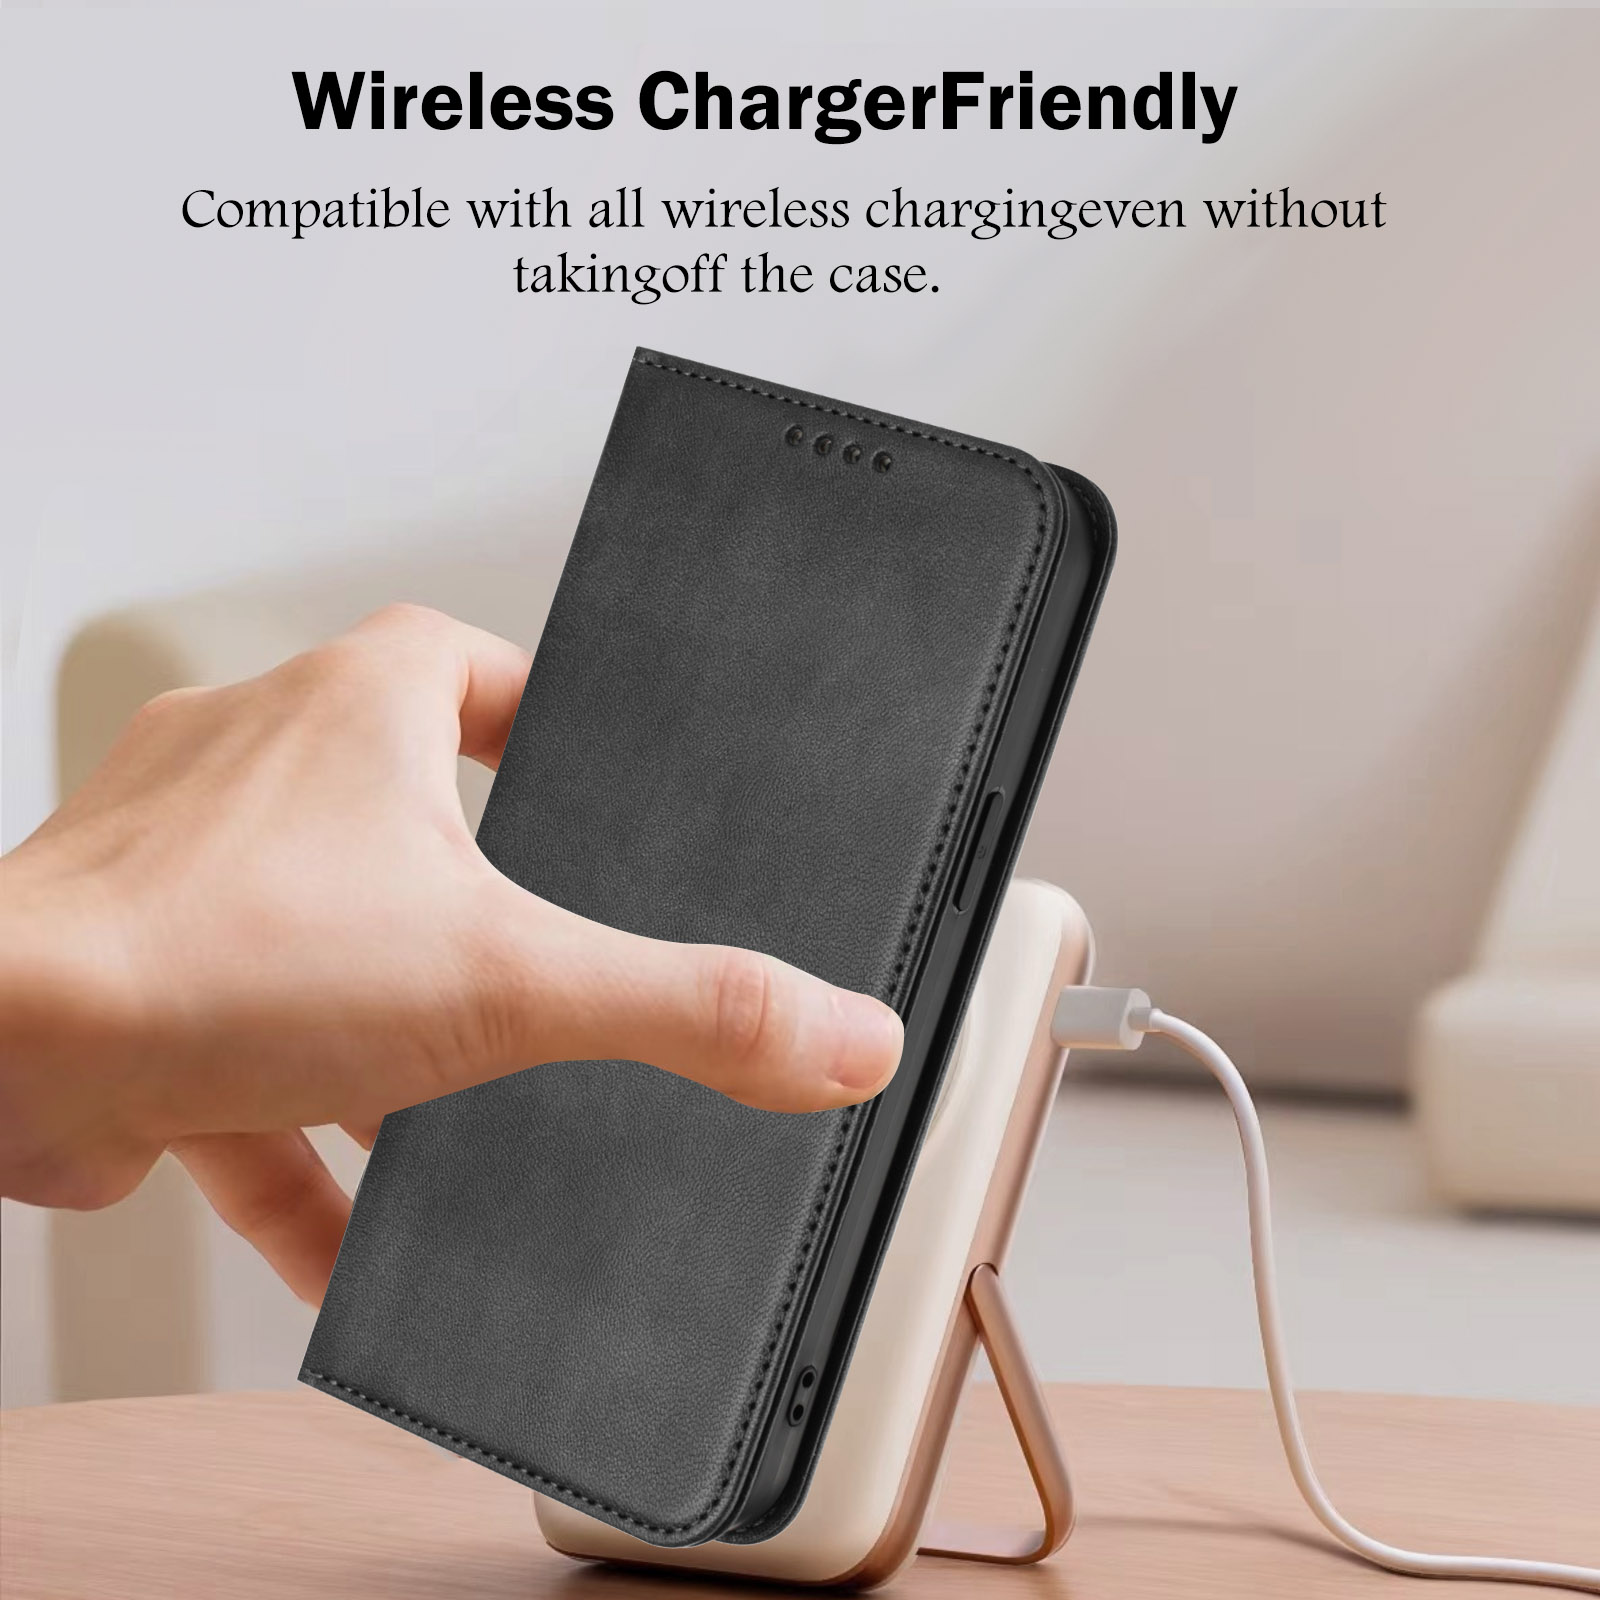 Wireless ChargerFriendly
Compatible with all wireless chargingeven without
takingoff the case.